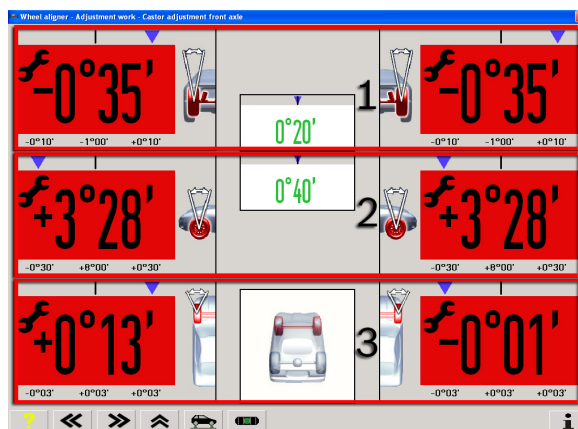 Wheel aligner - Adjustment work - Castor adjustment front axle
-0°35' 1 -0°35'
0°20'
-0°10' -1°00' +0°10' -0°10' -1°00' +0°10'
0°40'
+3°28' 2 +3°28'
-0°30' +8°00' +0°30' -0°30' +8°00' +0°30'
+0°13' 3 -0°01'
-0°03' +0°03' +0°03' -0°03' +0°03' +0°03'
? i